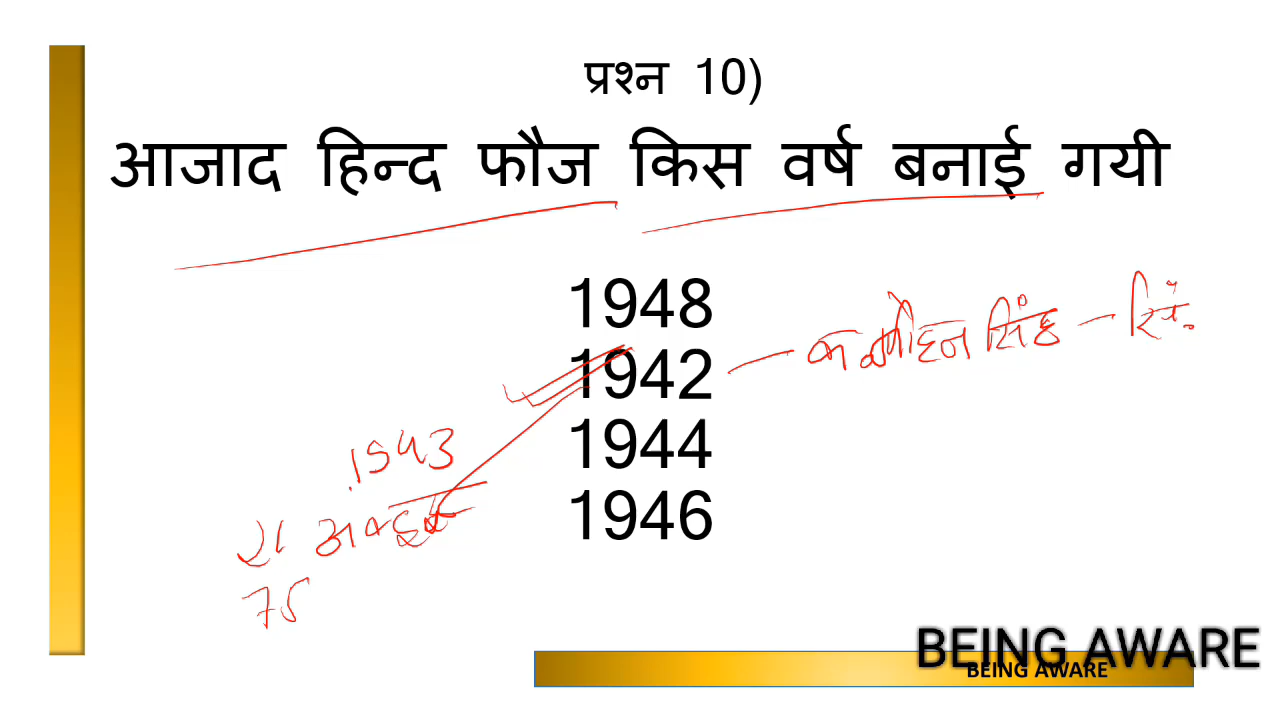 प्रश्न 10)
आजाद हिन्द फौज किस वर्ष बनाई गयी
1948
1942
1944
1946
मोहन सिंह
1943
21 अक्टूबर
75
BEING AWARE
BEING AWARE